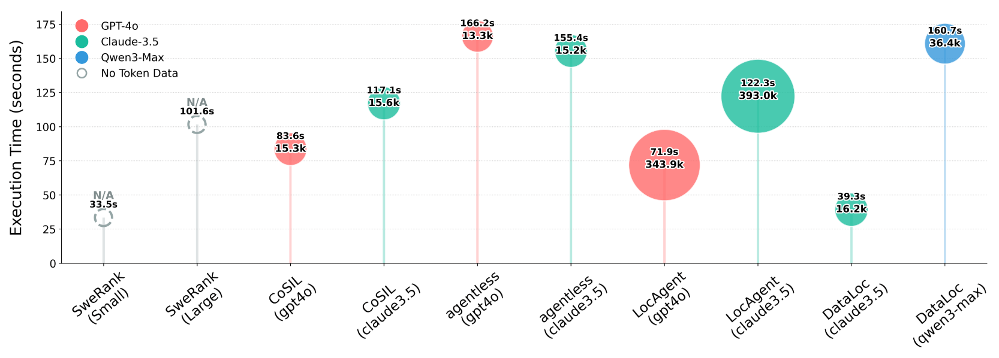 Execution Time (seconds)
175
150
125
100
75
50
25
0
GPT-4o
Claude-3.5
Qwen3-Max
No Token Data
N/A
33.5s
N/A
101.6s
83.6s
15.3k
117.1s
15.6k
166.2s
13.3k
155.4s
15.2k
71.9s
343.9k
122.3s
393.0k
39.3s
16.2k
160.7s
36.4k
SweRank
(Small)
SweRank
(Large)
CoSIL
(gpt4o)
CoSIL
(claude3.5)
agentless
(gpt4o)
agentless
(claude3.5)
LocAgent
(gpt4o)
LocAgent
(claude3.5)
DataLoc
(claude3.5)
DataLoc
(qwen3-max)